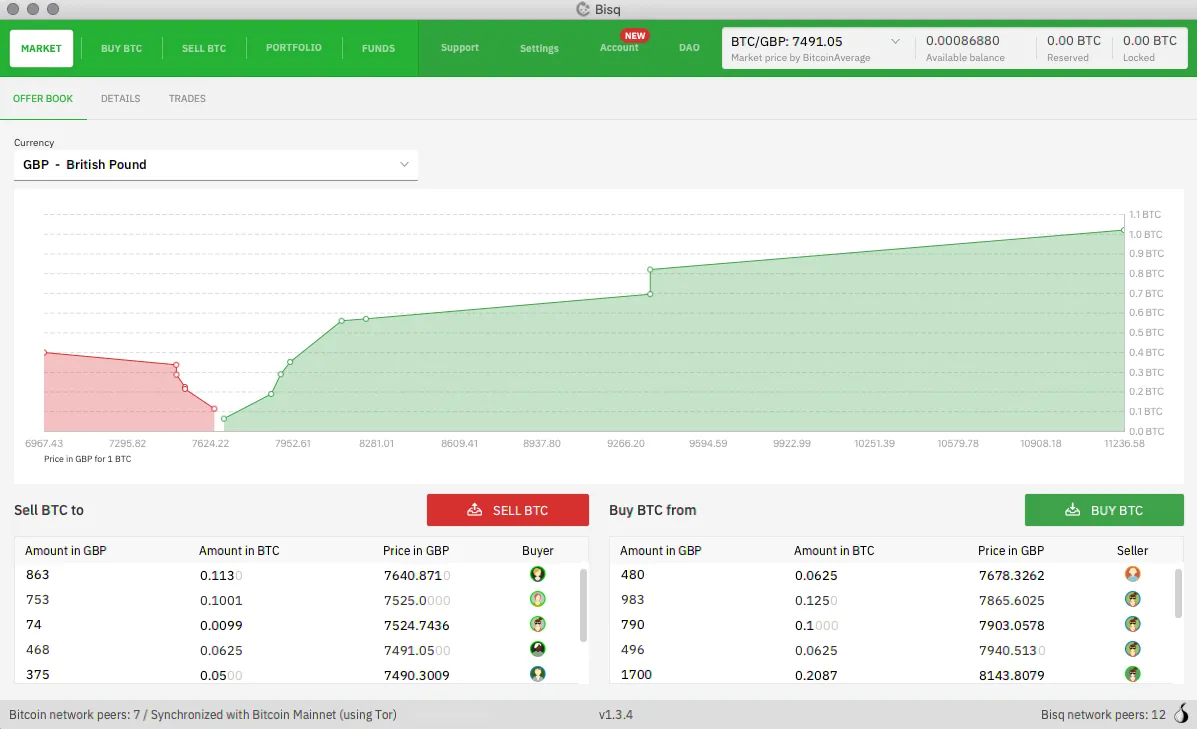 Bisq
MARKET BUY BTC SELL BTC PORTFOLIO FUNDS Support Settings Account NEW DAO
BTC/GBP: 7491.05 0.00086880 0.00 BTC 0.00 BTC
Market price by BitcoinAverage Available balance Reserved Locked
OFFER BOOK DETAILS TRADES
Currency
GBP - British Pound
1.1 BTC
1.0 BTC
0.9 BTC
0.8 BTC
0.7 BTC
0.6 BTC
0.5 BTC
0.4 BTC
0.3 BTC
0.2 BTC
0.1 BTC
0.0 BTC
6967.43 7295.82 7624.22 7952.61 8281.01 8609.41 8937.80 9266.20 9594.59 9922.99 10251.39 10579.78 10908.18 11236.58
Price in GBP for 1 BTC
Sell BTC to SELL BTC Buy BTC from BUY BTC
Amount in GBP Amount in BTC Price in GBP Buyer Amount in GBP Amount in BTC Price in GBP Seller
863 0.1130 7640.8710 480 0.0625 7678.3262
753 0.1001 7525.0000 983 0.1250 7865.6025
74 0.0099 7524.7436 790 0.1000 7903.0578
468 0.0625 7491.0500 496 0.0625 7940.5130
375 0.0500 7490.3009 1700 0.2087 8143.8079
Bitcoin network peers: 7 / Synchronized with Bitcoin Mainnet (using Tor) v1.3.4 Bisq network peers: 12